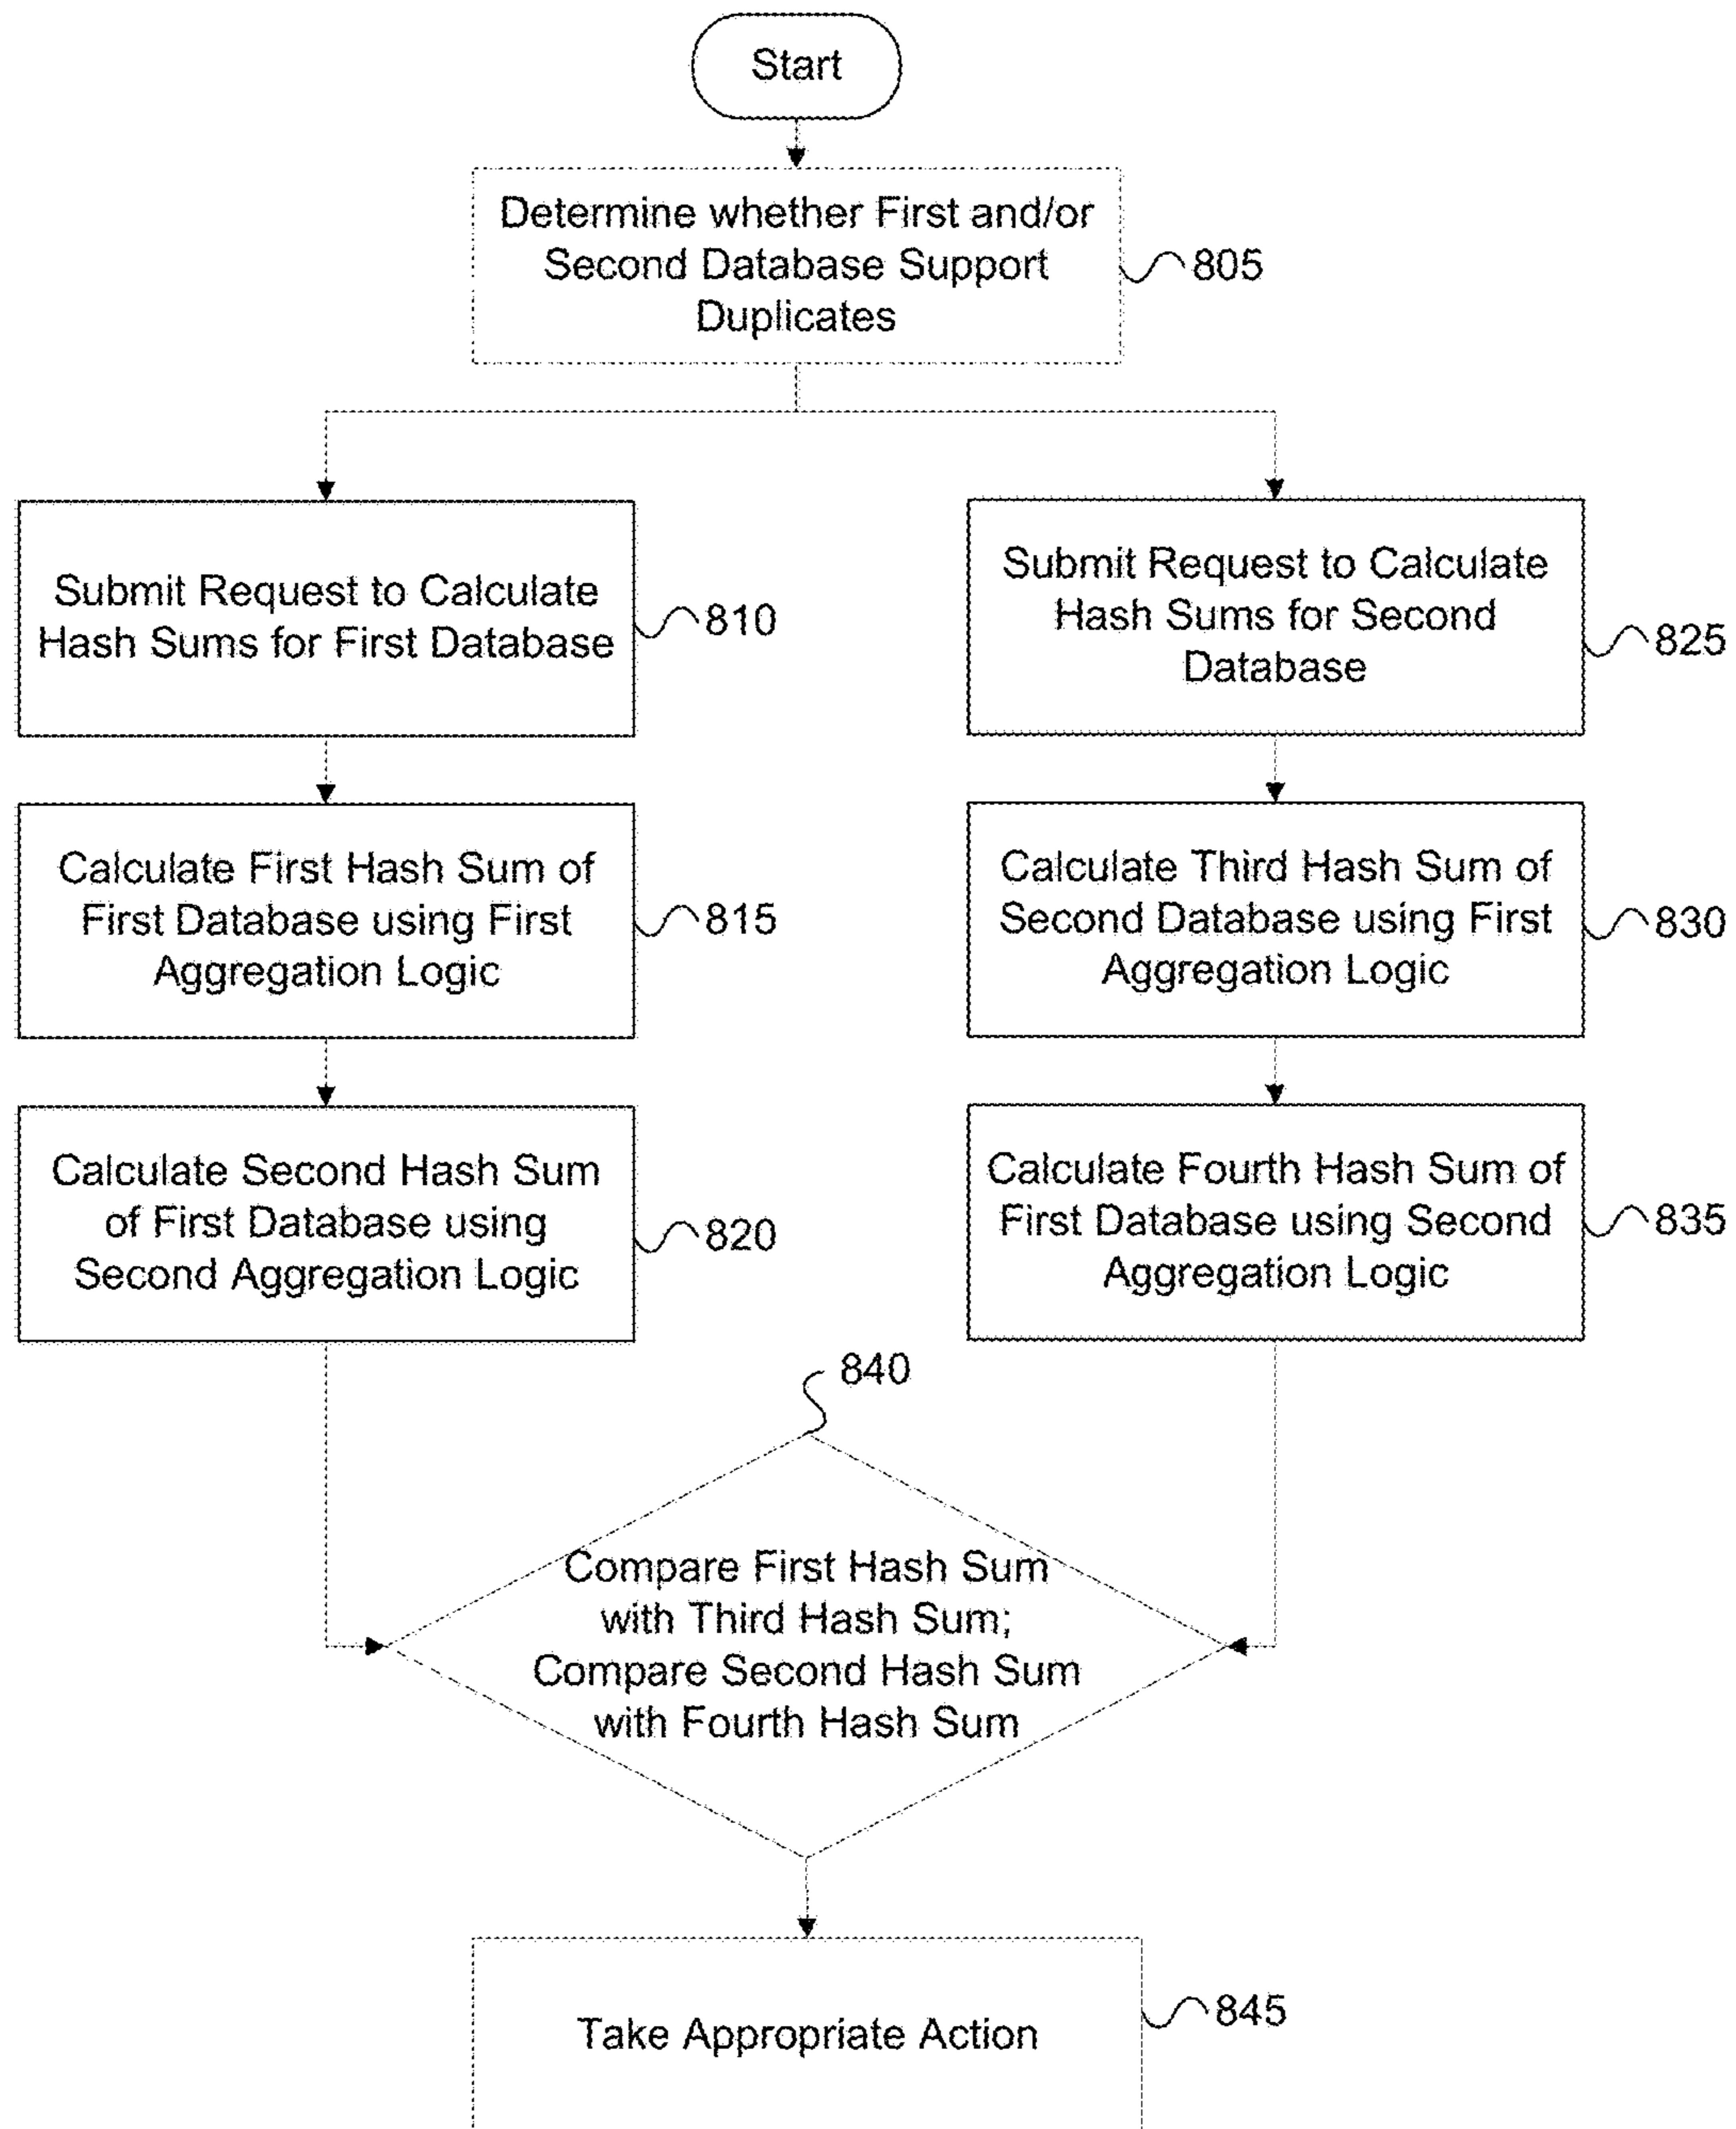 Start
Determine whether First and/or
Second Database Support
Duplicates
805
Submit Request to Calculate
Hash Sums for First Database
810
Submit Request to Calculate
Hash Sums for Second
Database
825
Calculate First Hash Sum of
First Database using First
Aggregation Logic
815
Calculate Third Hash Sum of
Second Database using First
Aggregation Logic
830
Calculate Second Hash Sum
of First Database using
Second Aggregation Logic
820
Calculate Fourth Hash Sum of
First Database using Second
Aggregation Logic
835
840
Compare First Hash Sum
with Third Hash Sum;
Compare Second Hash Sum
with Fourth Hash Sum
Take Appropriate Action
845